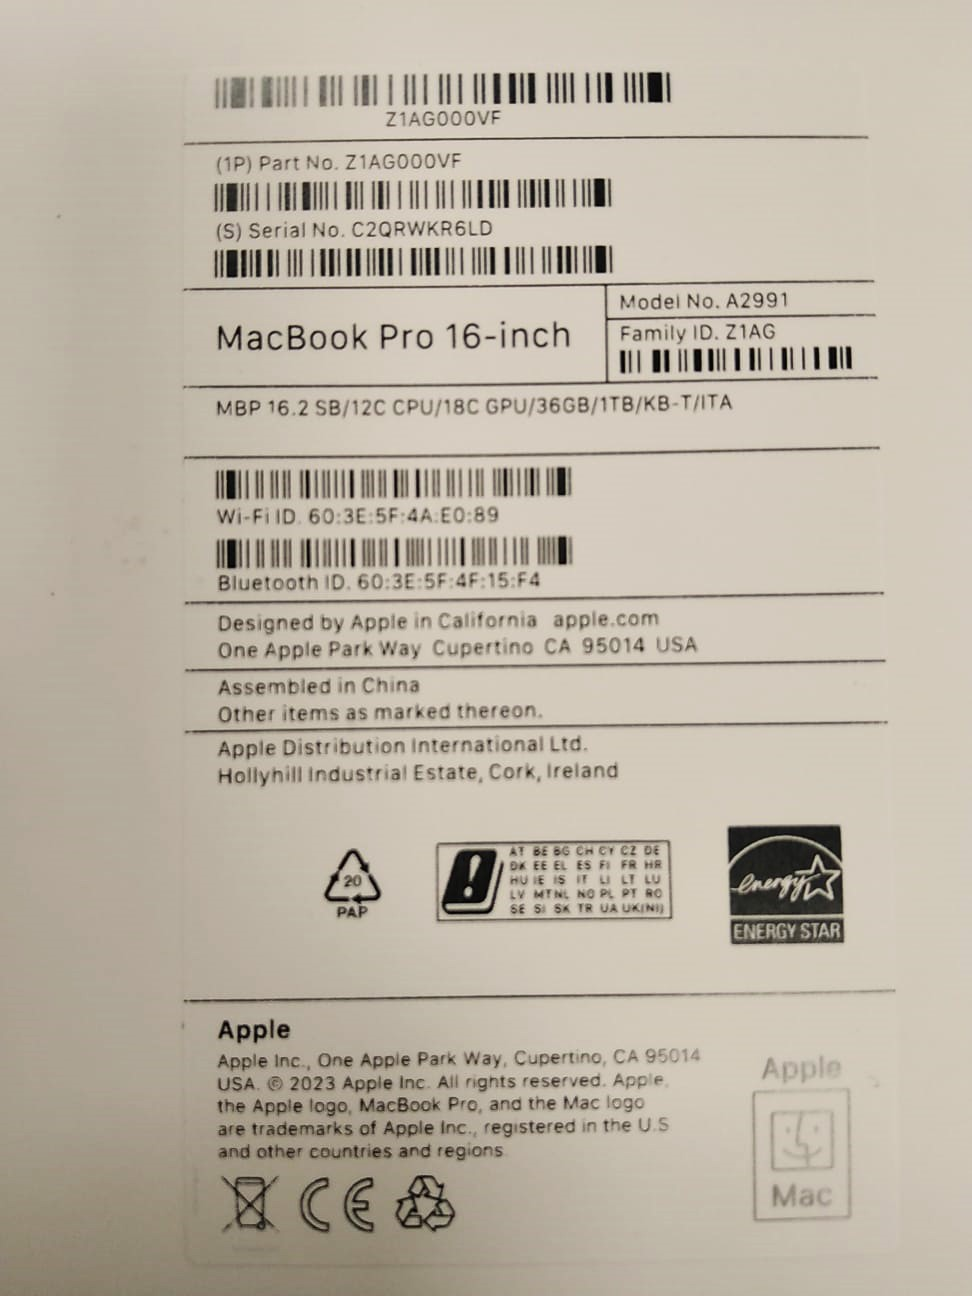 Z1AG000VF
(1P) Part No. Z1AG000VF
(S) Serial No. C2QRWKR6LD
MacBook Pro 16-inch
Model No. A2991
Family ID. Z1AG
MBP 16.2 SB/12C CPU/18C GPU/36GB/1TB/KB-T/ITA
Wi-Fi ID. 60:3E:5F:4A:E0:89
Bluetooth ID. 60:3E:5F:4F:15:F4
Designed by Apple in California apple.com
One Apple Park Way Cupertino CA 95014 USA
Assembled in China
Other items as marked thereon.
Apple Distribution International Ltd.
Hollyhill Industrial Estate, Cork, Ireland
20
PAP
AT BE BG CH CY CZ DE
DK EE EL ES FI FR HR
HU IE IS IT LI LT LU
LV MT NL NO PL PT RO
SE SI SK TR UA UK(NI)
energy
ENERGY STAR
Apple
Apple Inc., One Apple Park Way, Cupertino, CA 95014
USA. © 2023 Apple Inc. All rights reserved. Apple,
the Apple logo, MacBook Pro, and the Mac logo
are trademarks of Apple Inc., registered in the U.S
and other countries and regions.
CE
Apple
Mac